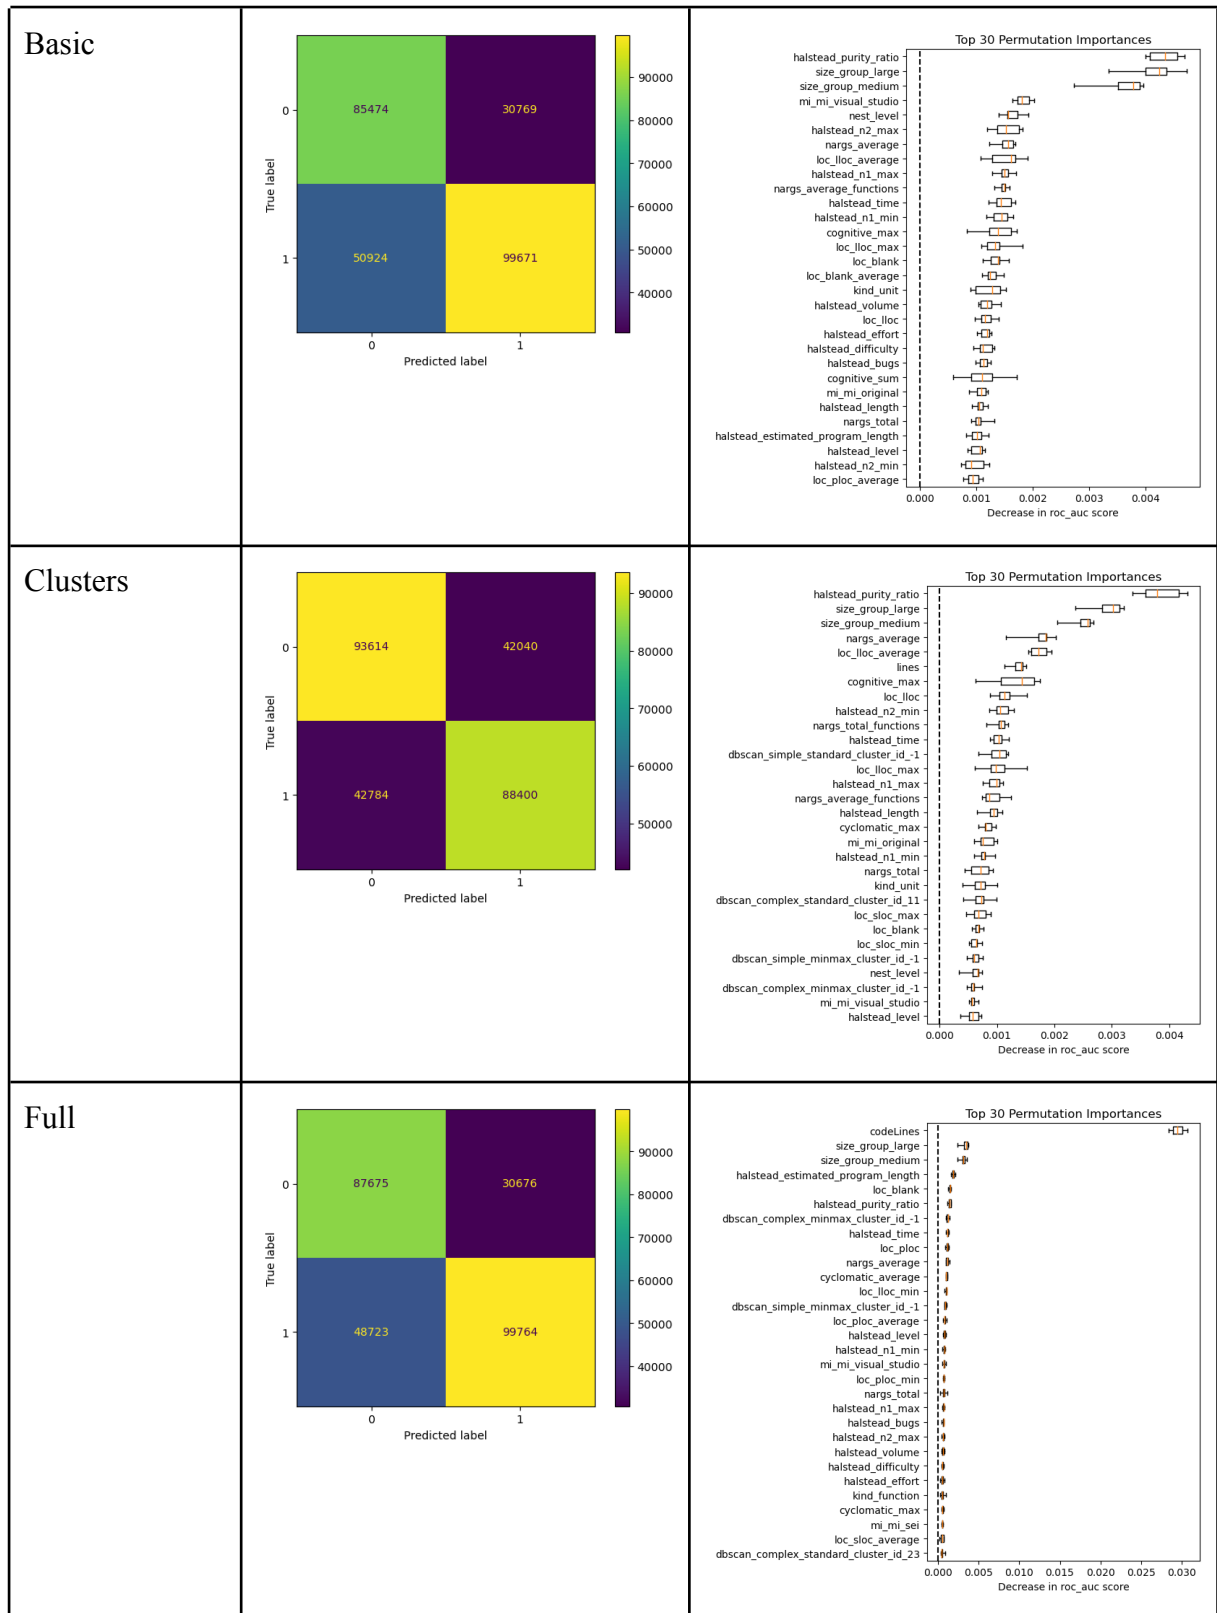 Basic
85474
30769
50924
99671
0
1
True label
0
1
Predicted label
90000
80000
70000
60000
50000
40000
Top 30 Permutation Importances
halstead_purity_ratio
size_group_large
size_group_medium
mi_mi_visual_studio
nest_level
halstead_n2_max
nargs_average
loc_lloc_average
halstead_n1_max
nargs_average_functions
halstead_time
halstead_n1_min
cognitive_max
loc_lloc_max
loc_blank
loc_blank_average
kind_unit
halstead_volume
loc_lloc
halstead_effort
halstead_difficulty
halstead_bugs
cognitive_sum
mi_mi_original
halstead_length
nargs_total
halstead_estimated_program_length
halstead_level
halstead_n2_min
loc_ploc_average
0.000 0.001 0.002 0.003 0.004
Decrease in roc_auc score
Clusters
93614
42040
42784
88400
0
1
True label
0
1
Predicted label
90000
80000
70000
60000
50000
Top 30 Permutation Importances
halstead_purity_ratio
size_group_large
size_group_medium
nargs_average
loc_lloc_average
lines
cognitive_max
loc_lloc
halstead_n2_min
nargs_total_functions
halstead_time
dbscan_simple_standard_cluster_id_-1
loc_lloc_max
halstead_n1_max
nargs_average_functions
halstead_length
cyclomatic_max
mi_mi_original
halstead_n1_min
nargs_total
kind_unit
dbscan_complex_standard_cluster_id_11
loc_sloc_max
loc_blank
loc_sloc_min
dbscan_simple_minmax_cluster_id_-1
nest_level
dbscan_complex_minmax_cluster_id_-1
mi_mi_visual_studio
halstead_level
0.000 0.001 0.002 0.003 0.004
Decrease in roc_auc score
Full
87675
30676
48723
99764
0
1
True label
0
1
Predicted label
90000
80000
70000
60000
50000
40000
Top 30 Permutation Importances
codeLines
size_group_large
size_group_medium
halstead_estimated_program_length
loc_blank
halstead_purity_ratio
dbscan_complex_minmax_cluster_id_-1
halstead_time
loc_ploc
nargs_average
cyclomatic_average
loc_lloc_min
dbscan_simple_minmax_cluster_id_-1
loc_ploc_average
halstead_level
halstead_n1_min
mi_mi_visual_studio
loc_ploc_min
nargs_total
halstead_n1_max
halstead_bugs
halstead_n2_max
halstead_volume
halstead_difficulty
halstead_effort
kind_function
cyclomatic_max
mi_mi_sei
loc_sloc_average
dbscan_complex_standard_cluster_id_23
0.000 0.005 0.010 0.015 0.020 0.025 0.030
Decrease in roc_auc score